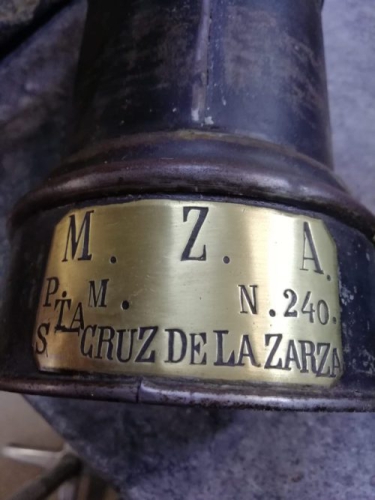 M. Z. A.
P. M. N. 240.
STA CRUZ DE LA ZARZA